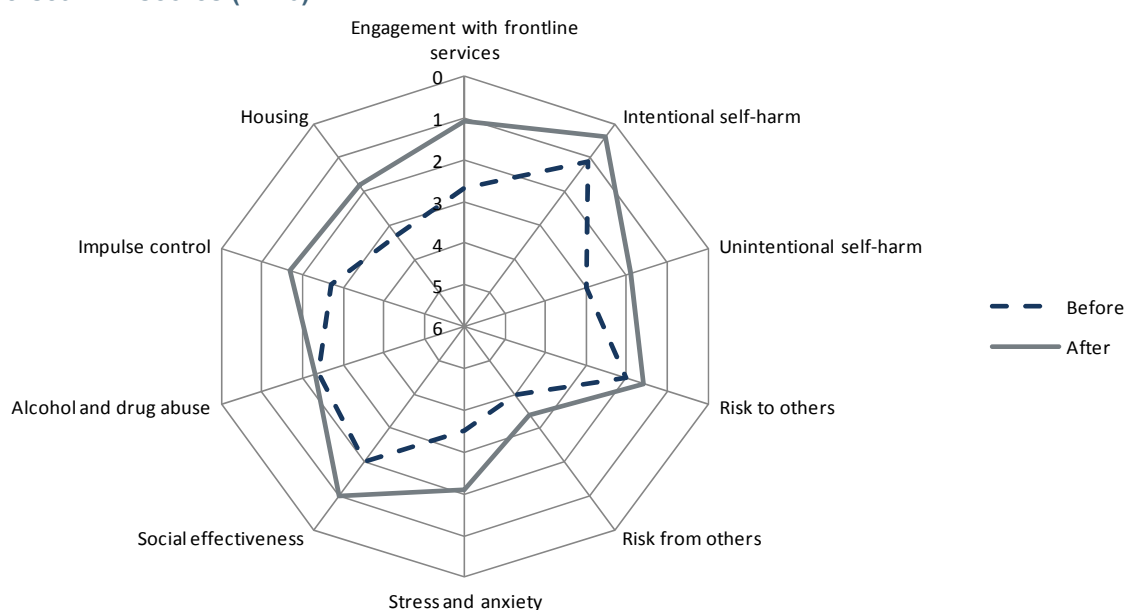 Engagement with frontline
services
0
Housing
Intentional self-harm
1
2
3
Impulse control
Unintentional self-harm
4
5
Before
6
After
Alcohol and drug abuse
Risk to others
Social effectiveness
Risk from others
Stress and anxiety